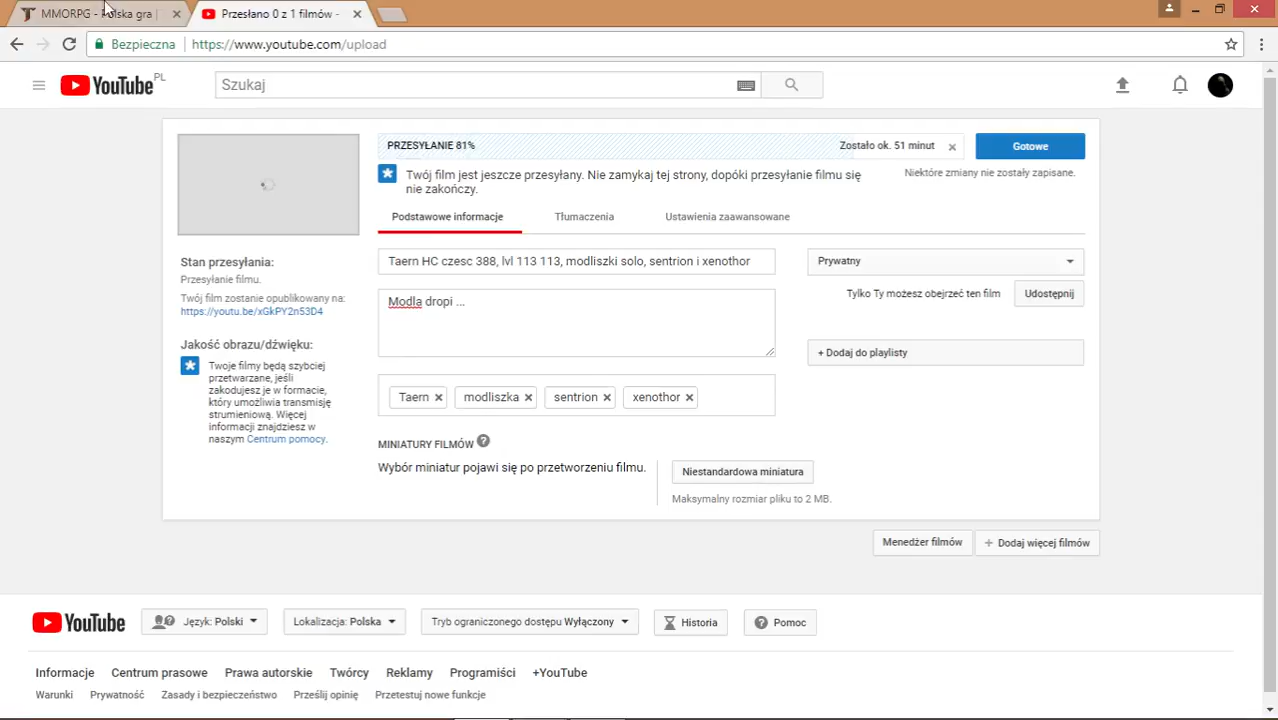 MMORPG - Polska gra |
Przesłano 0 z 1 filmów -
Bezpieczna
https://www.youtube.com/upload
YouTube PL
Szukaj
PRZESYŁANIE 81%
Zostało ok. 51 minut
Gotowe
Twój film jest jeszcze przesyłany. Nie zamykaj tej strony, dopóki przesyłanie filmu się
nie zakończy.
Niektóre zmiany nie zostały zapisane.
Podstawowe informacje
Tłumaczenia
Ustawienia zaawansowane
Stan przesyłania:
Przesyłanie filmu.
Twój film zostanie opublikowany na:
https://youtu.be/xGkPY2n53D4
Jakość obrazu/dźwięku:
Twoje filmy będą szybciej
przetwarzane, jeśli
zakodujesz je w formacie,
który umożliwia transmisję
strumieniową. Więcej
informacji znajdziesz w
naszym Centrum pomocy.
Taern HC czesc 388, lvl 113 113, modliszki solo, sentrion i xenothor
Modla dropi ...
Taern
modliszka
sentrion
xenothor
Prywatny
Tylko Ty możesz obejrzeć ten film
Udostępnij
+ Dodaj do playlisty
MINIATURY FILMÓW
Wybór miniatur pojawi się po przetworzeniu filmu.
Niestandardowa miniatura
Maksymalny rozmiar pliku to 2 MB.
Menedżer filmów
+ Dodaj więcej filmów
YouTube
Język: Polski
Lokalizacja: Polska
Tryb ograniczonego dostępu Wyłączony
Historia
Pomoc
Informacje
Centrum prasowe
Prawa autorskie
Twórcy
Reklamy
Programiści
+YouTube
Warunki
Prywatność
Zasady i bezpieczeństwo
Prześlij opinię
Przetestuj nowe funkcje